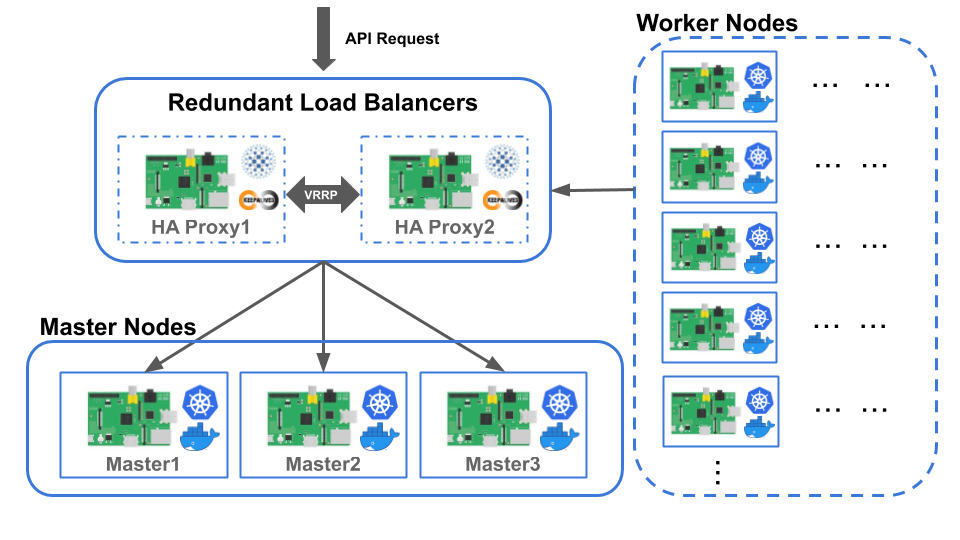 API Request
Worker Nodes
Redundant Load Balancers
VRRP
KEEPALIVED
KEEPALIVED
HA Proxy1
HA Proxy2
... ...
... ...
... ...
... ...
... ...
Master Nodes
Master1
Master2
Master3